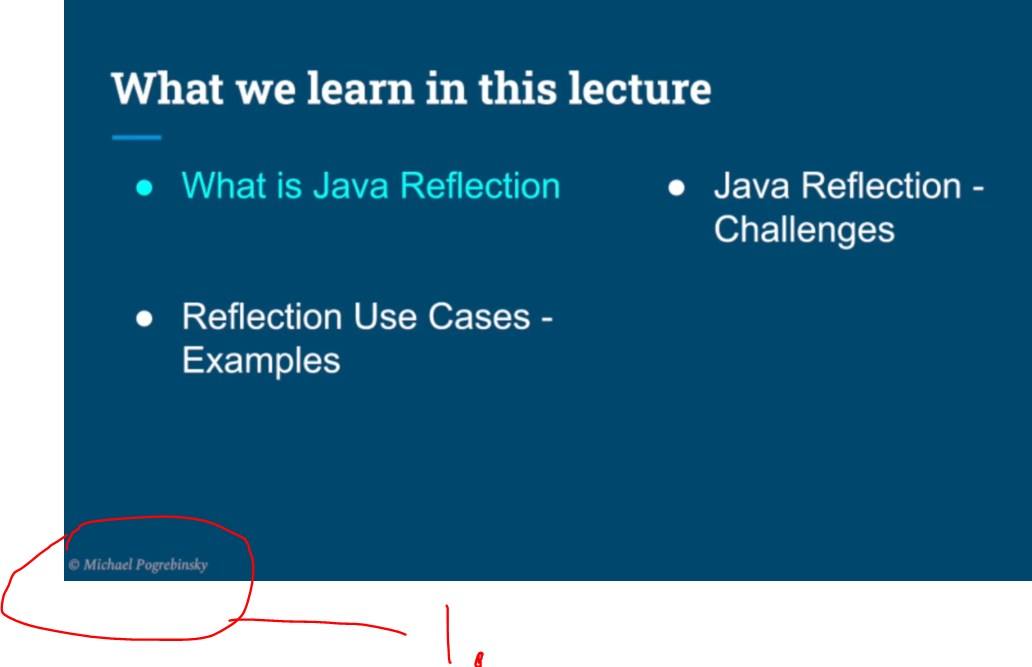 What we learn in this lecture
● What is Java Reflection
● Reflection Use Cases -
Examples
● Java Reflection -
Challenges
© Michael Pogrebinsky